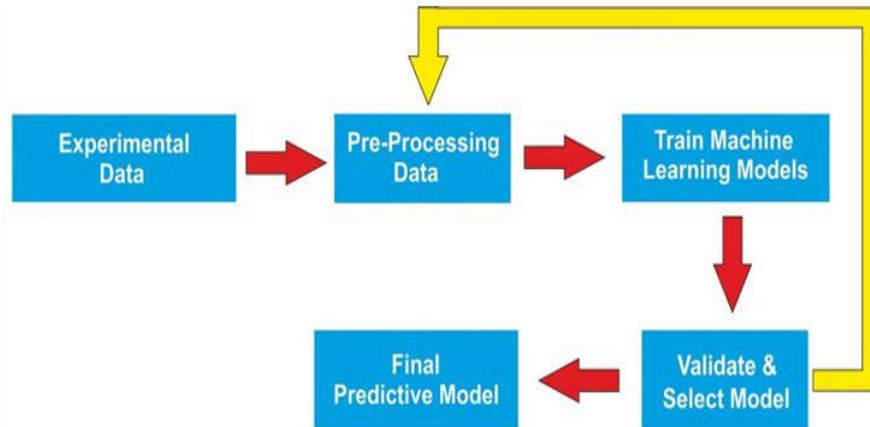 Experimental
Data
Pre-Processing
Data
Train Machine
Learning Models
Validate &
Select Model
Final
Predictive Model